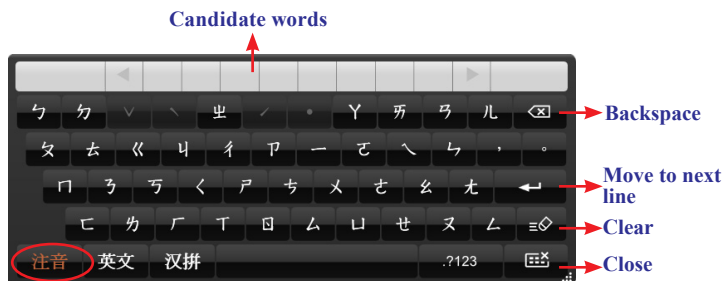 Candidate words
ㄅ ㄉ ˇ ˋ ㄓ ˊ ˙ ㄚ ㄞ ㄢ ㄦ Backspace
ㄆ ㄊ ㄍ ㄐ ㄔ ㄗ ㄧ ㄛ ㄟ ㄣ ， 。
ㄇ ㄋ ㄎ ㄑ ㄕ ㄘ ㄨ ㄜ ㄠ ㄤ Move to next
line
ㄈ ㄌ ㄏ ㄒ ㄖ ㄙ ㄩ ㄝ ㄡ ㄥ Clear
注音 英文 汉拼 .?123 Close